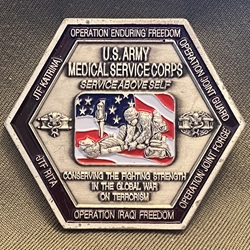 OPERATION ENDURING FREEDOM
U.S. ARMY
MEDICAL SERVICE CORPS
SERVICE ABOVE SELF
JTF KATRINA
OPERATION JOINT GUARD
CONSERVING THE FIGHTING STRENGTH
IN THE GLOBAL WAR
ON TERRORISM
JTF RITA
OPERATION JOINT FORGE
OPERATION IRAQI FREEDOM